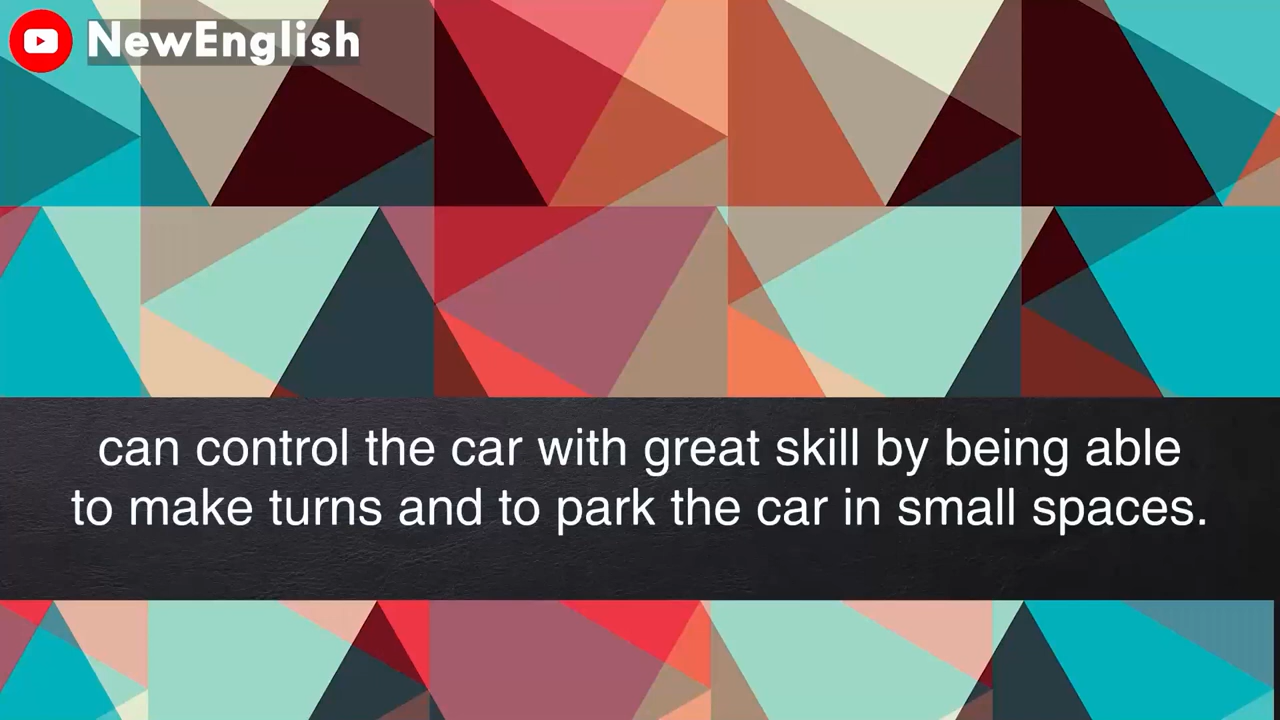 NewEnglish
can control the car with great skill by being able
to make turns and to park the car in small spaces.